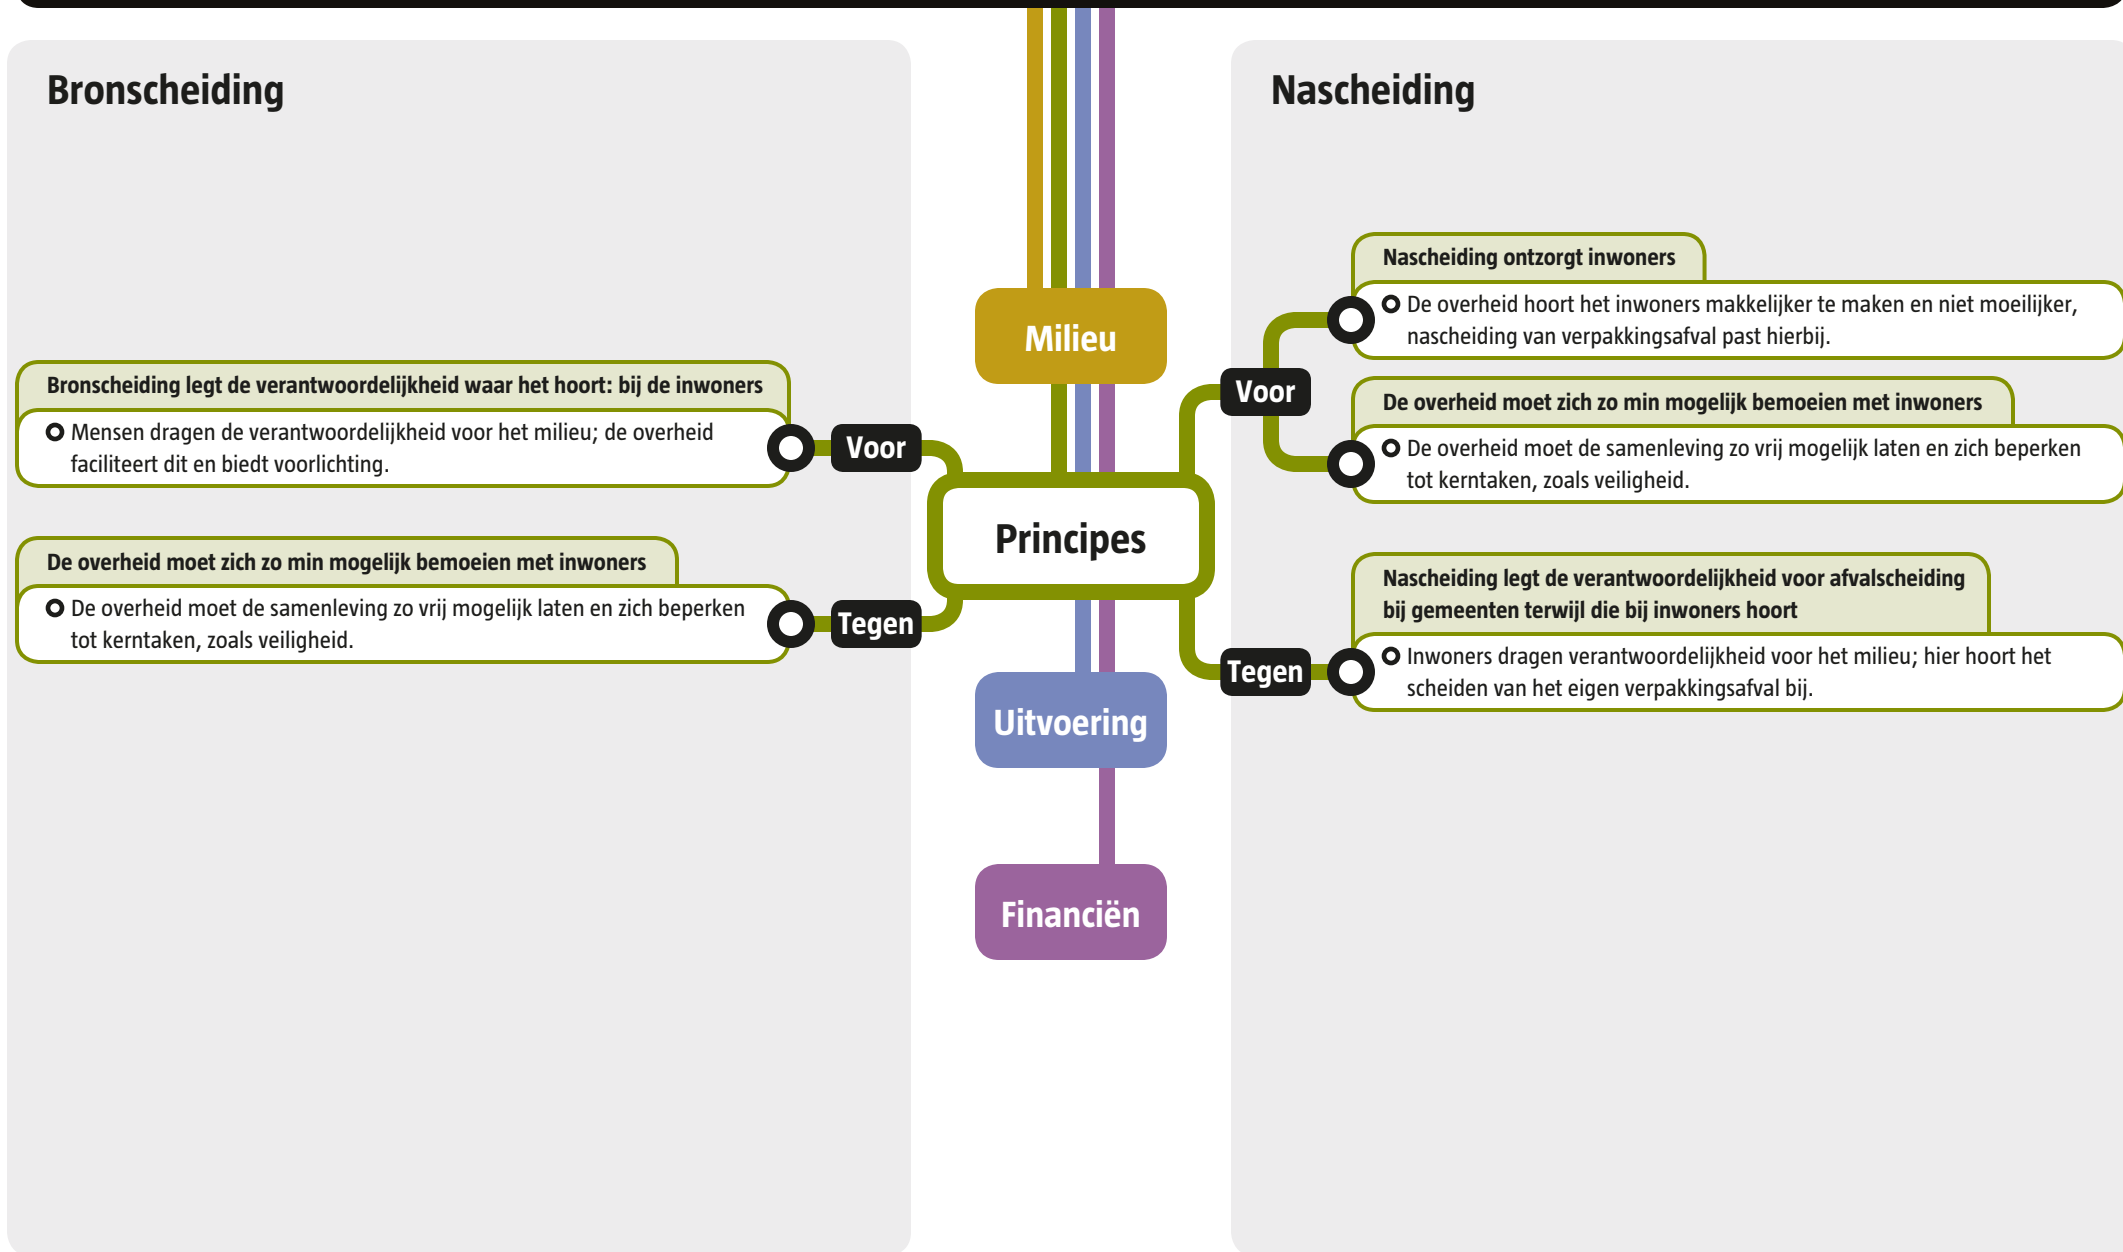 Bronscheiding
Bronscheiding legt de verantwoordelijkheid waar het hoort: bij de inwoners
Mensen dragen de verantwoordelijkheid voor het milieu; de overheid
faciliteert dit en biedt voorlichting.
Voor
De overheid moet zich zo min mogelijk bemoeien met inwoners
De overheid moet de samenleving zo vrij mogelijk laten en zich beperken
tot kerntaken, zoals veiligheid.
Tegen
Milieu
Principes
Uitvoering
Financiën
Nascheiding
Voor
Nascheiding ontzorgt inwoners
De overheid hoort het inwoners makkelijker te maken en niet moeilijker,
nascheiding van verpakkingsafval past hierbij.
De overheid moet zich zo min mogelijk bemoeien met inwoners
De overheid moet de samenleving zo vrij mogelijk laten en zich beperken
tot kerntaken, zoals veiligheid.
Tegen
Nascheiding legt de verantwoordelijkheid voor afvalscheiding
bij gemeenten terwijl die bij inwoners hoort
Inwoners dragen verantwoordelijkheid voor het milieu; hier hoort het
scheiden van het eigen verpakkingsafval bij.